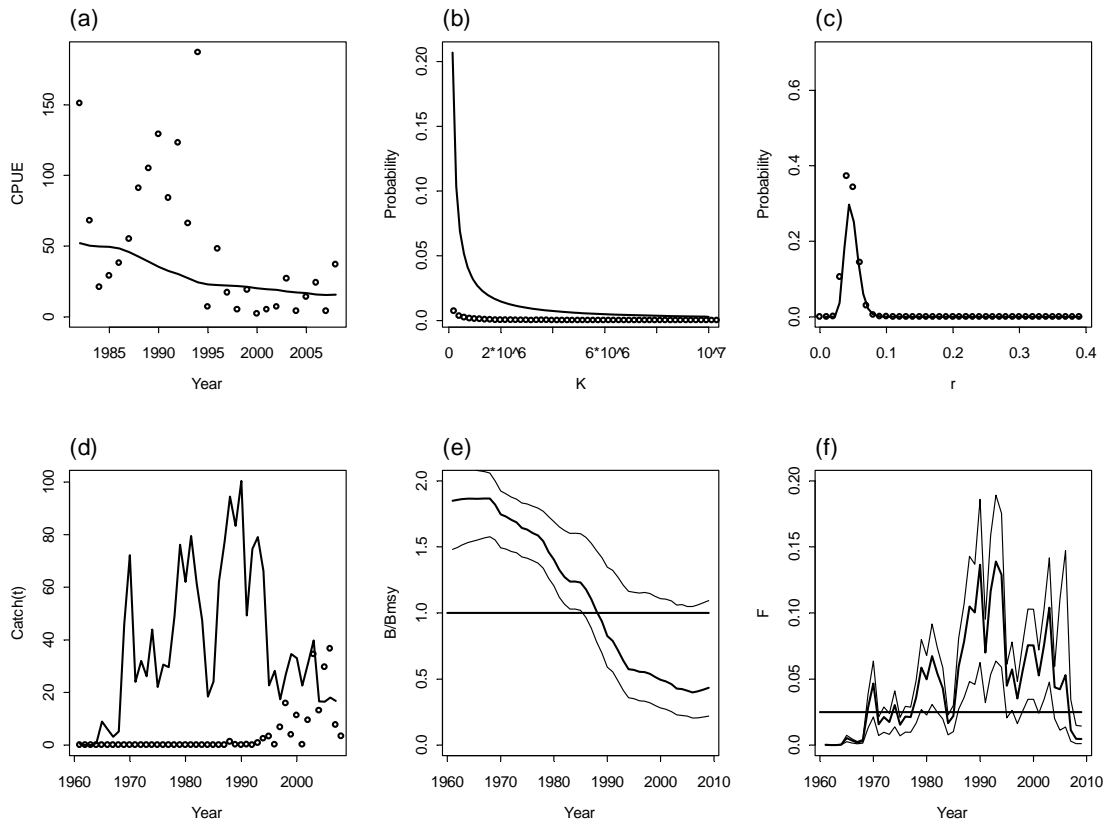 (a)
CPUE
150
100
50
0
1985 1990 1995 2000 2005
Year
(b)
Probability
0.20
0.15
0.10
0.05
0.0
0 2*10^6 6*10^6 10^7
K
(c)
Probability
0.6
0.4
0.2
0.0
0.0 0.1 0.2 0.3 0.4
r
(d)
Catch(t)
100
80
60
40
20
0
1960 1970 1980 1990 2000
Year
(e)
B/Bmsy
2.0
1.5
1.0
0.5
0.0
1960 1970 1980 1990 2000 2010
Year
(f)
F
0.20
0.15
0.10
0.05
0.0
1960 1970 1980 1990 2000 2010
Year